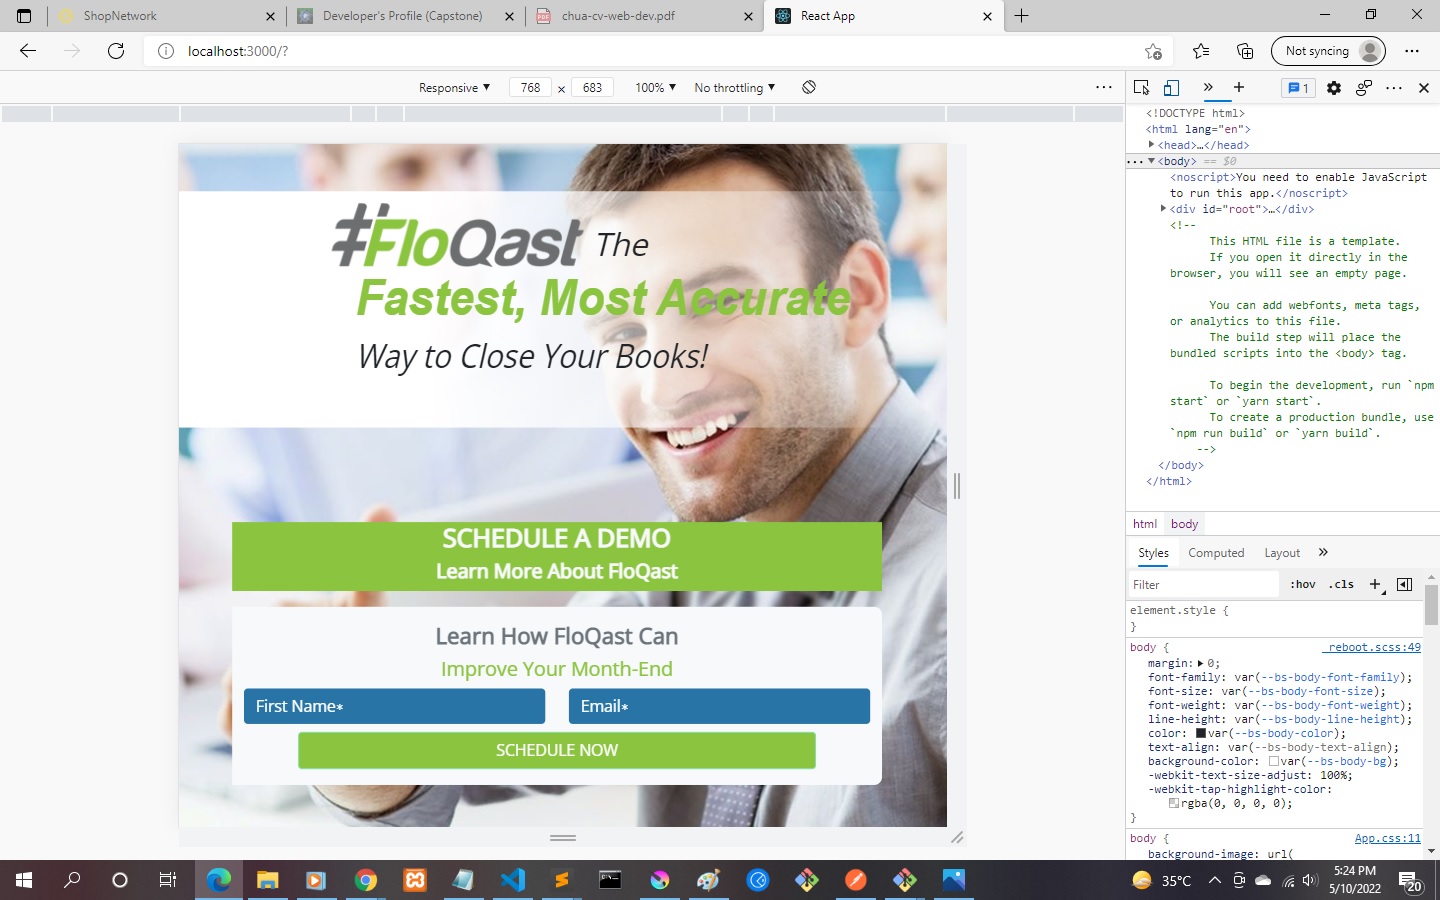 ShopNetwork
Developer's Profile (Capstone)
chua-cv-web-dev.pdf
React App
localhost:3000/?
Not syncing
Responsive
768 x 683
100%
No throttling
1
#FloQast The
Fastest, Most Accurate
Way to Close Your Books!
SCHEDULE A DEMO
Learn More About FloQast
Learn How FloQast Can
Improve Your Month-End
First Name*
Email*
SCHEDULE NOW
<!DOCTYPE html>
<html lang="en">
<head>…</head>
<body> == $0
<noscript>You need to enable JavaScript
to run this app.</noscript>
<div id="root">…</div>
<!--
This HTML file is a template.
If you open it directly in the
browser, you will see an empty page.
You can add webfonts, meta tags,
or analytics to this file.
The build step will place the
bundled scripts into the <body> tag.
To begin the development, run `npm
start` or `yarn start`.
To create a production bundle, use
`npm run build` or `yarn build`.
-->
</body>
</html>
html body
Styles Computed Layout
Filter
:hov .cls
element.style {
}
body {
_reboot.scss:49
margin: 0;
font-family: var(--bs-body-font-family);
font-size: var(--bs-body-font-size);
font-weight: var(--bs-body-font-weight);
line-height: var(--bs-body-line-height);
color: var(--bs-body-color);
text-align: var(--bs-body-text-align);
background-color: var(--bs-body-bg);
-webkit-text-size-adjust: 100%;
-webkit-tap-highlight-color:
rgba(0, 0, 0, 0);
}
body {
App.css:11
background-image: url(
35°C
5:24 PM
5/10/2022
20